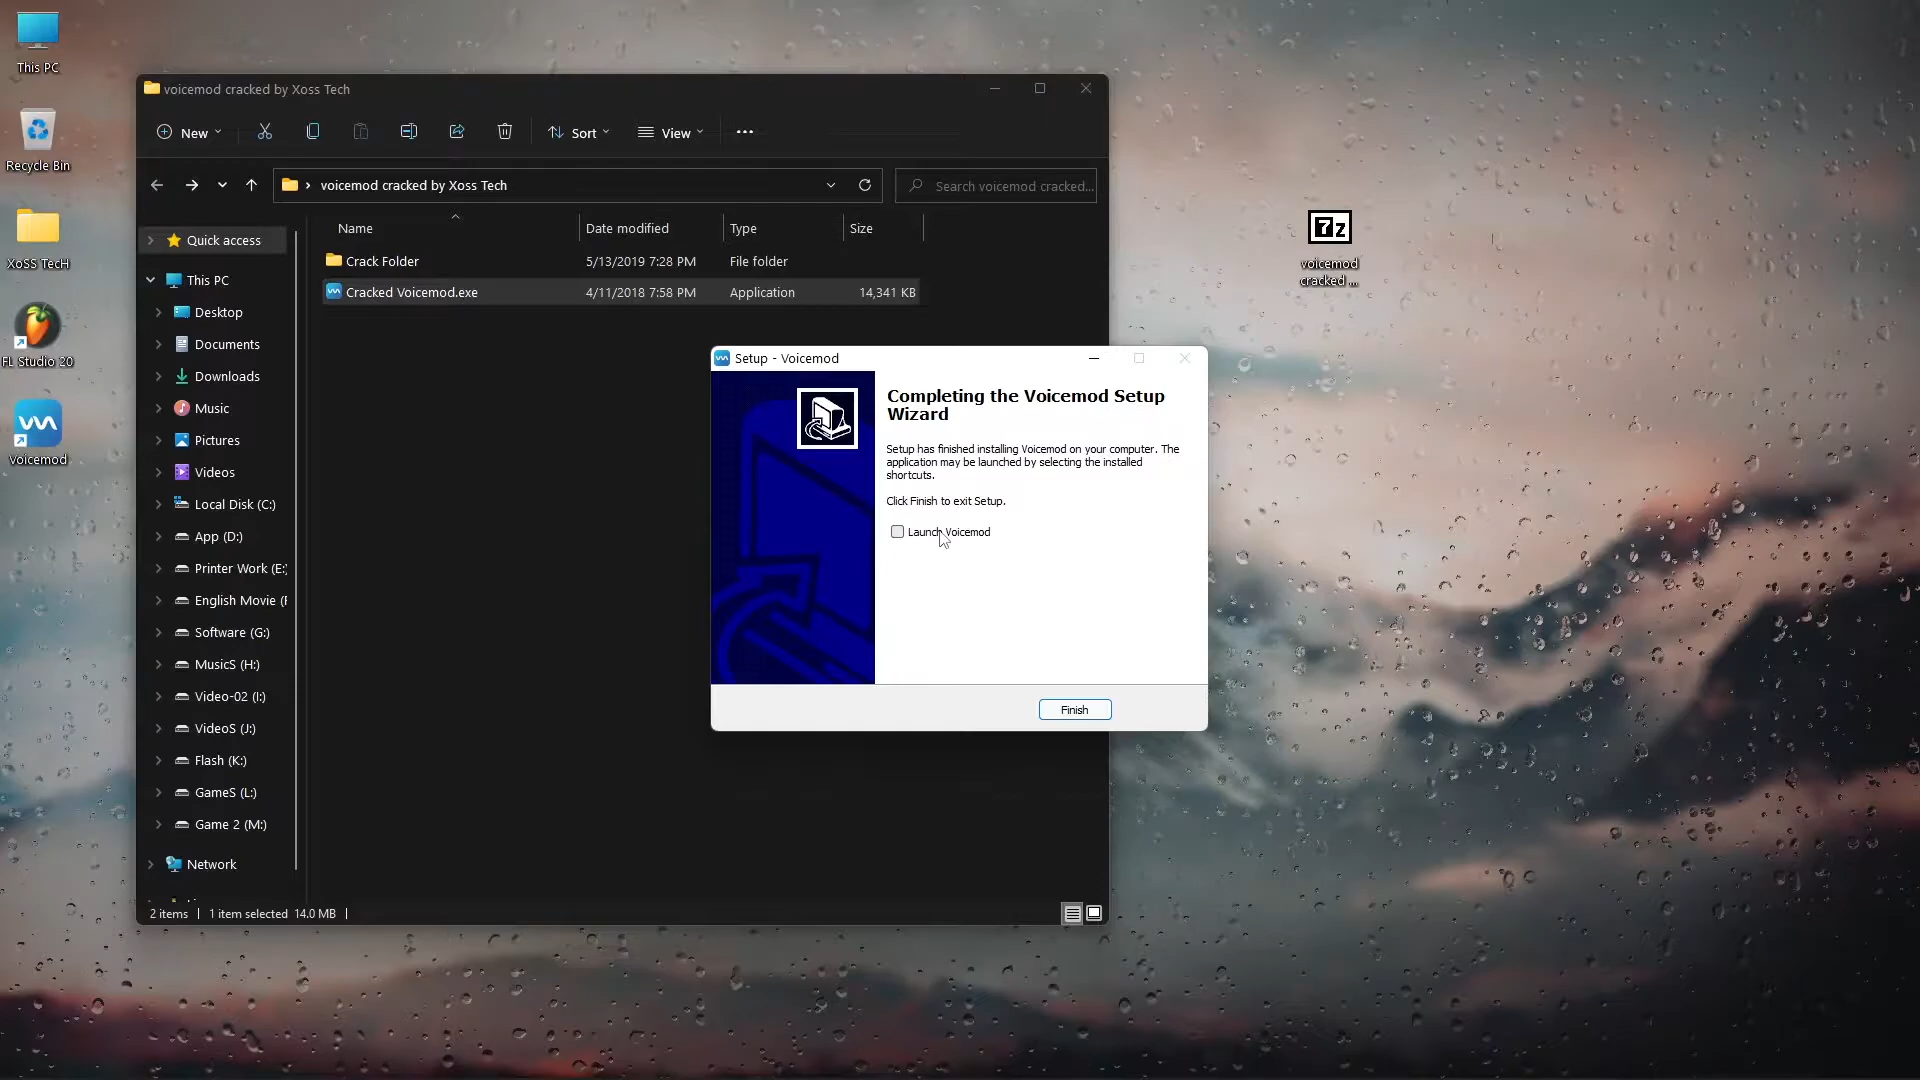 This PC
Recycle Bin
XoSS TecH
FL Studio 20
Voicemod
voicemod cracked by Xoss Tech
New
Sort
View
voicemod cracked by Xoss Tech
Search voicemod cracked...
Name
Date modified
Type
Size
Crack Folder
5/13/2019 7:28 PM
File folder
Cracked Voicemod.exe
4/11/2018 7:58 PM
Application
14,341 KB
Quick access
This PC
Desktop
Documents
Downloads
Music
Pictures
Videos
Local Disk (C:)
App (D:)
Printer Work (E:)
English Movie (F
Software (G:)
MusicS (H:)
Video-02 (I:)
VideoS (J:)
Flash (K:)
GameS (L:)
Game 2 (M:)
Network
2 items
1 item selected 14.0 MB
Setup - Voicemod
Completing the Voicemod Setup
Wizard
Setup has finished installing Voicemod on your computer. The
application may be launched by selecting the installed
shortcuts.
Click Finish to exit Setup.
Launch Voicemod
Finish
7z
voicemod
cracked ...